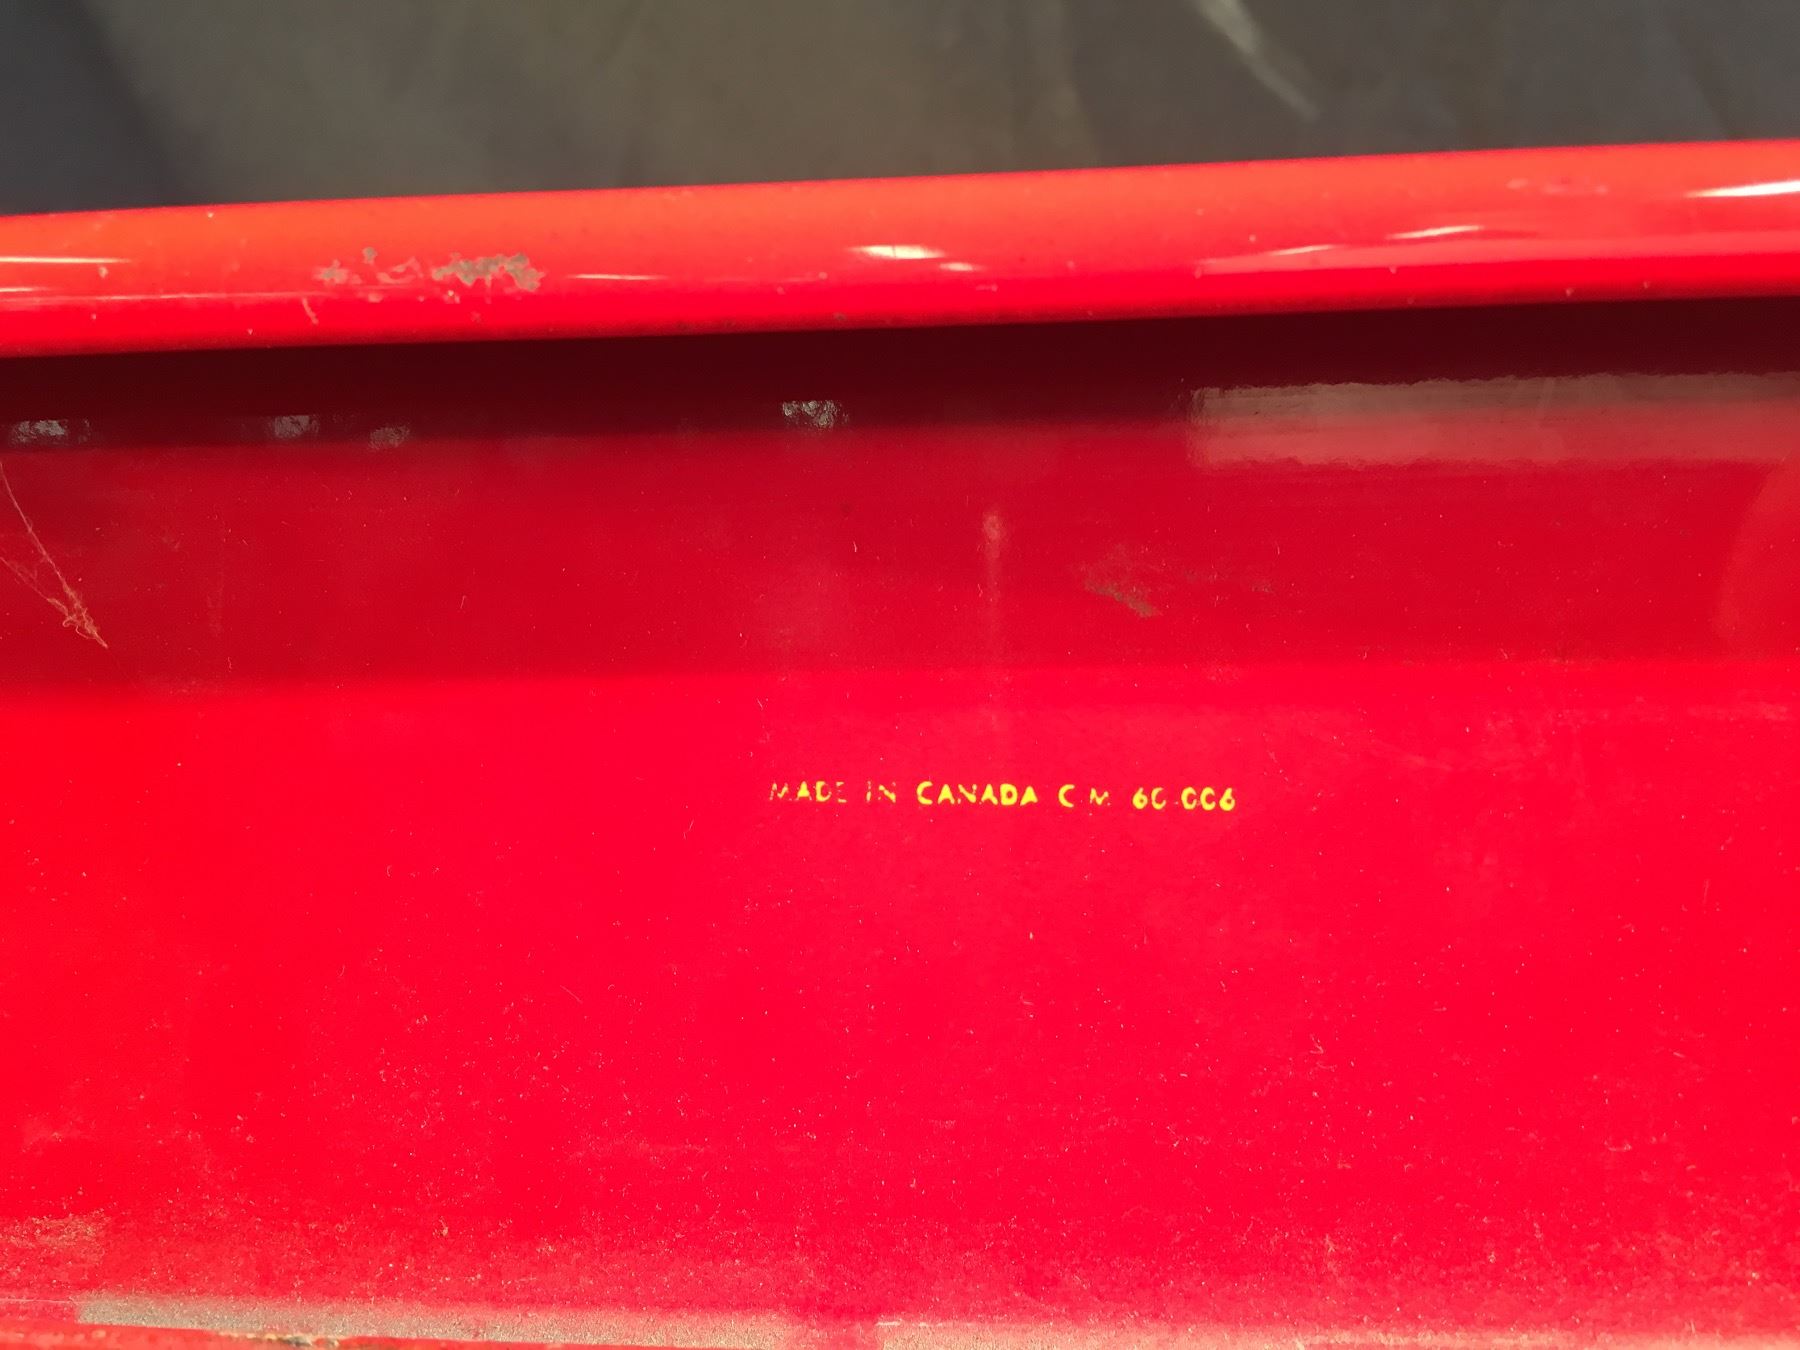 MADE IN CANADA C M 60.006